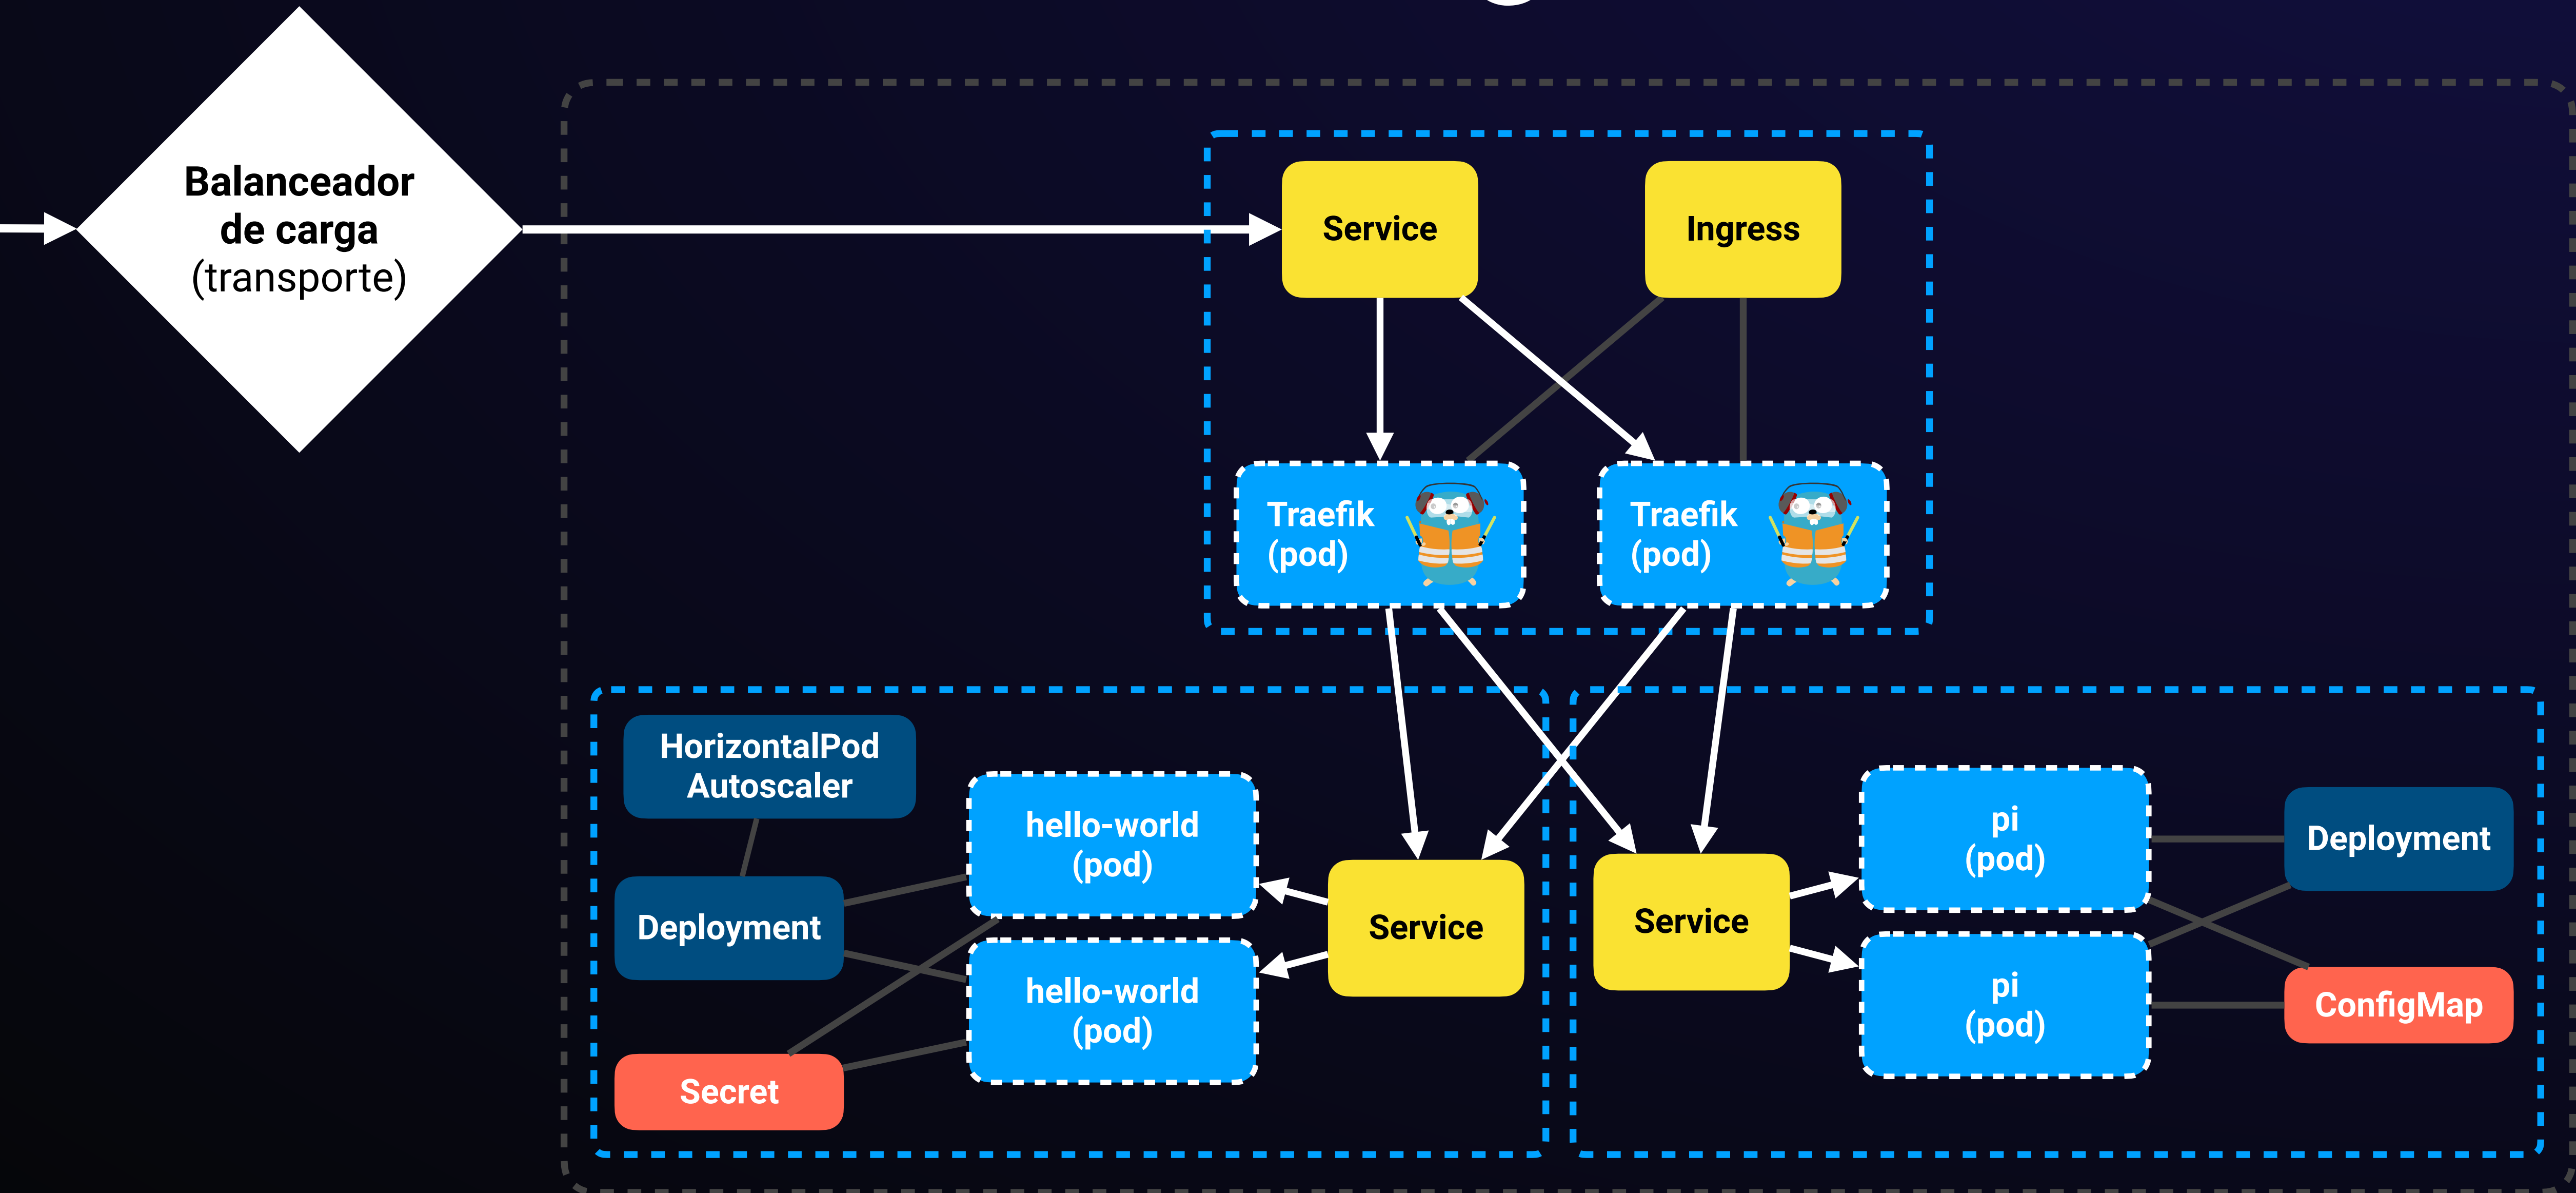 Balanceador
de carga
(transporte)
Service
Ingress
Traefik
(pod)
Traefik
(pod)
HorizontalPod
Autoscaler
Deployment
Secret
hello-world
(pod)
hello-world
(pod)
Service
Service
pi
(pod)
pi
(pod)
Deployment
ConfigMap